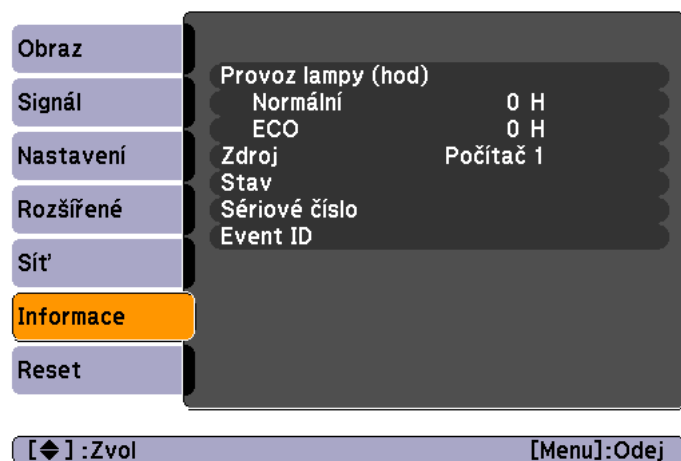 Obraz
Signál
Nastavení
Rozšířené
Síť
Informace
Reset
Provoz lampy (hod)
Normální 0 H
ECO 0 H
Zdroj Počítač 1
Stav
Sériové číslo
Event ID
[◆] :Zvol [Menu]:Odej